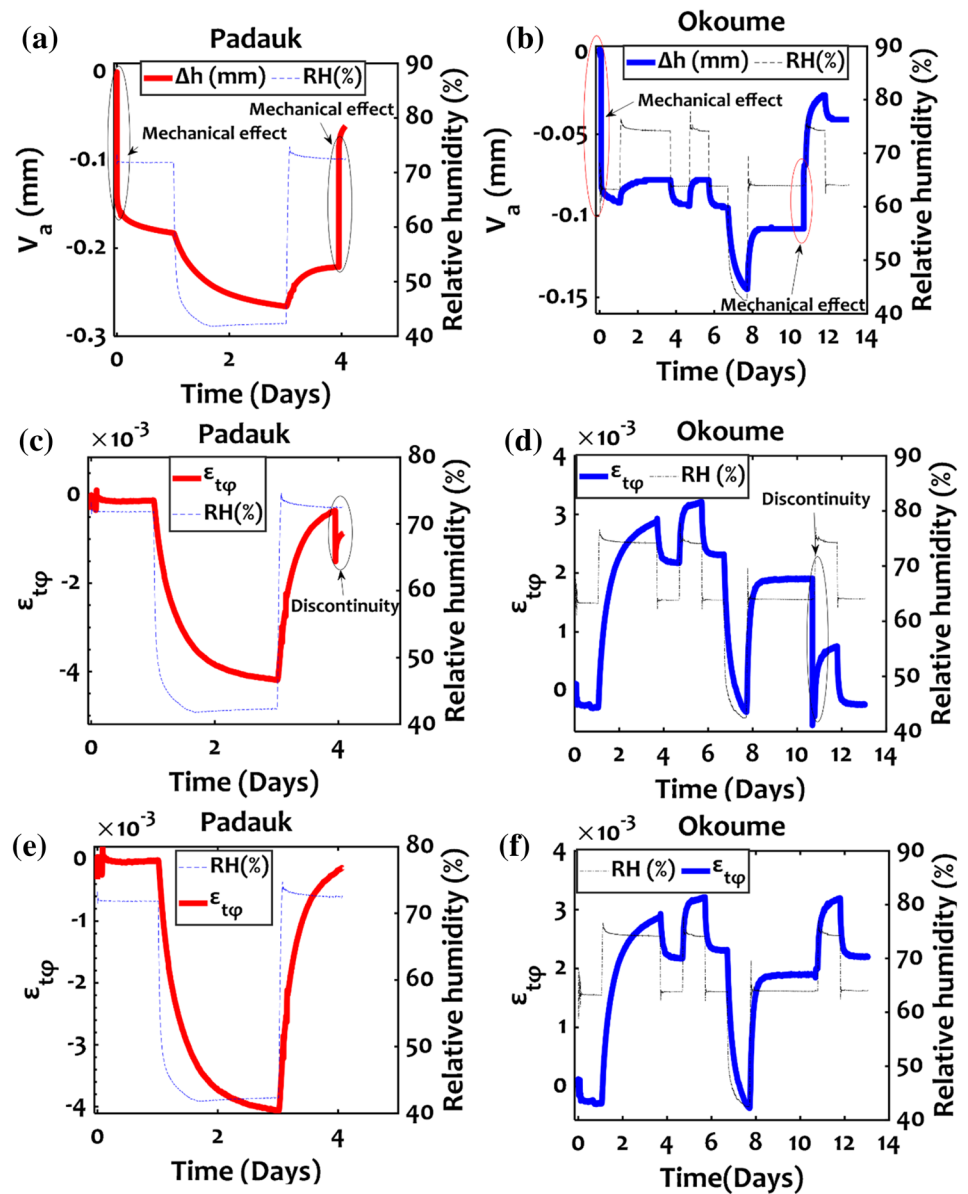 (a)
Padauk
Δh (mm) RH(%)
Mechanical effect
Mechanical effect
0
-0.1
-0.2
-0.3
V_a (mm)
90
80
70
60
50
40
Relative humidity (%)
0 2 4
Time (Days)
(b)
Okoume
Δh (mm) RH(%)
Mechanical effect
Mechanical effect
0
-0.05
-0.1
-0.15
V_a (mm)
90
80
70
60
50
40
Relative humidity (%)
0 2 4 6 8 10 12 14
Time (Days)
(c)
×10⁻³
Padauk
ε_tφ
RH(%)
Discontinuity
0
-2
-4
ε_tφ
80
70
60
50
40
Relative humidity (%)
0 2 4
Time (Days)
(d)
×10⁻³
Okoume
ε_tφ RH (%)
Discontinuity
4
3
2
1
0
ε_tφ
90
80
70
60
50
40
Relative humidity (%)
0 2 4 6 8 10 12 14
Time (Days)
(e)
×10⁻³
Padauk
RH(%)
ε_tφ
0
-1
-2
-3
-4
ε_tφ
80
70
60
50
40
Relative humidity (%)
0 2 4
Time (Days)
(f)
×10⁻³
Okoume
RH (%) ε_tφ
4
3
2
1
0
ε_tφ
90
80
70
60
50
40
Relative humidity (%)
0 2 4 6 8 10 12 14
Time(Days)